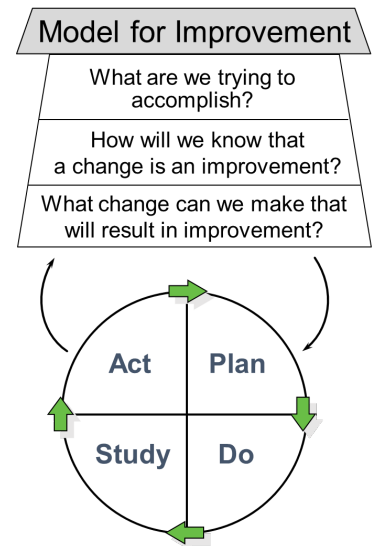 Model for Improvement
What are we trying to
accomplish?
How will we know that
a change is an improvement?
What change can we make that
will result in improvement?
Act
Plan
Study
Do